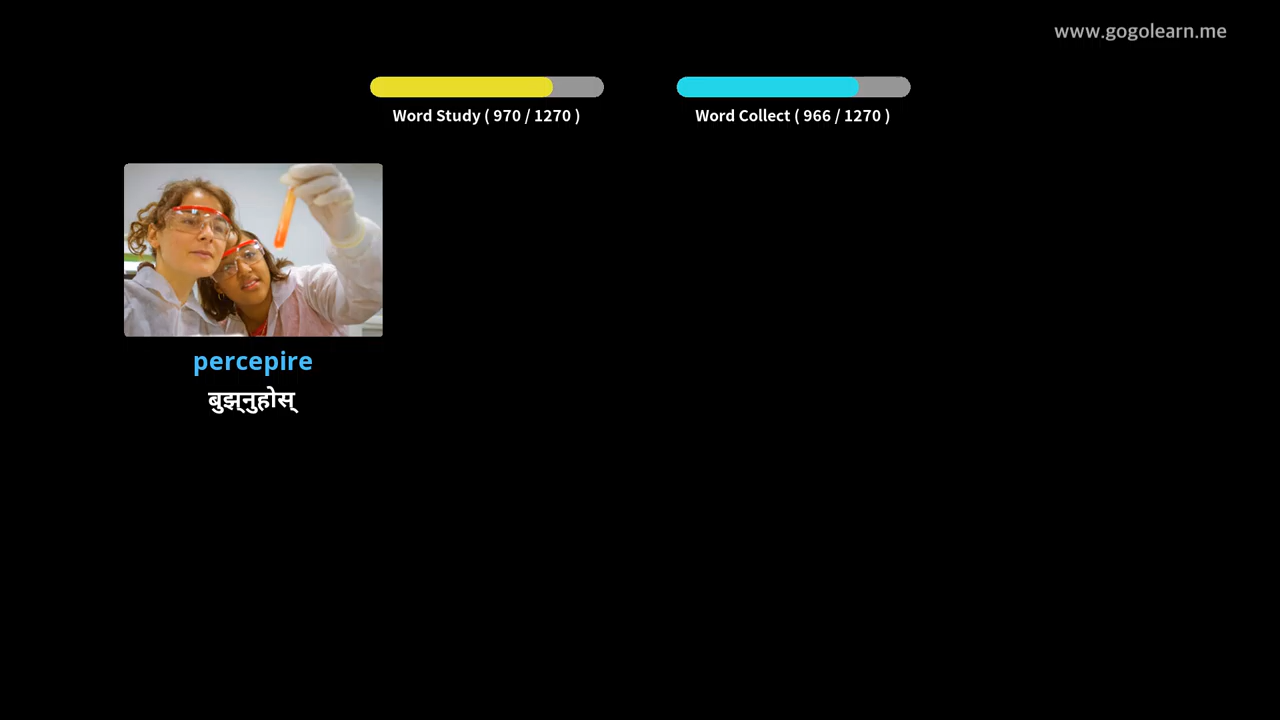 www.gogolearn.me
Word Study ( 970 / 1270 )
Word Collect ( 966 / 1270 )
percepire
बुझ्नुहोस्